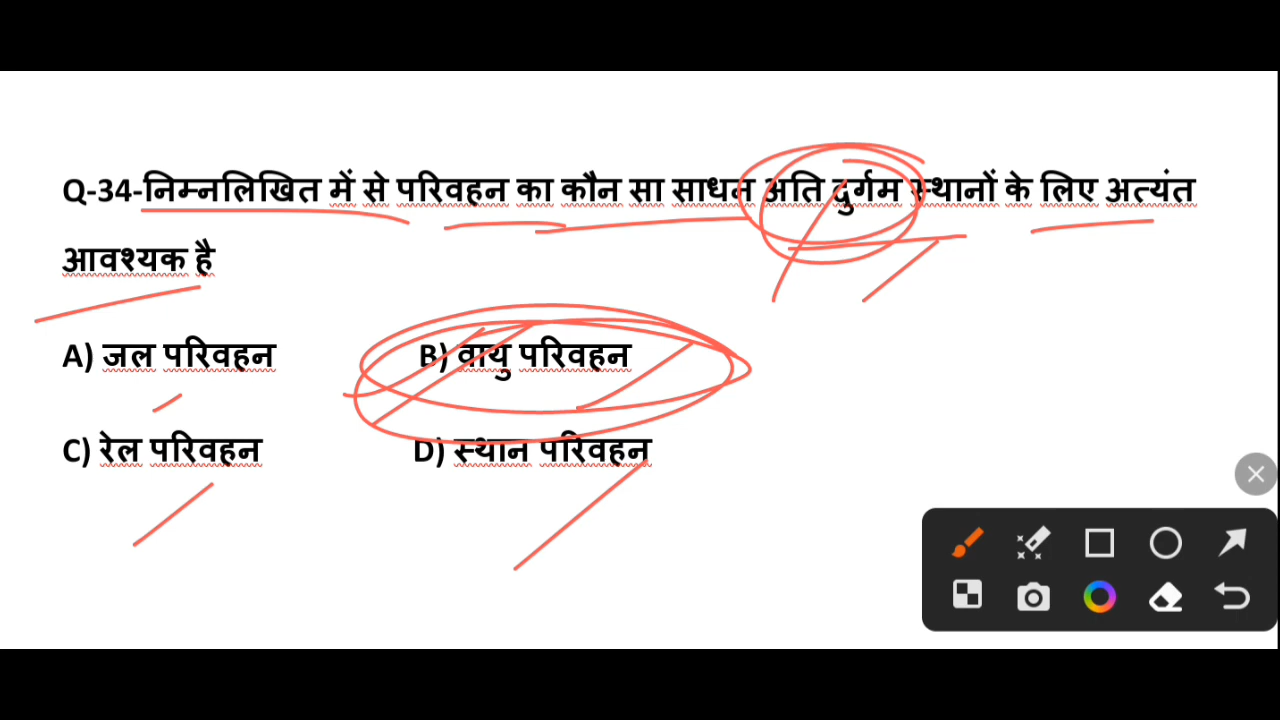 Q-34-निम्नलिखित में से परिवहन का कौन सा साधन अति दुर्गम स्थानों के लिए अत्यंत
आवश्यक है
A) जल परिवहन B) वायु परिवहन
C) रेल परिवहन D) स्थान परिवहन